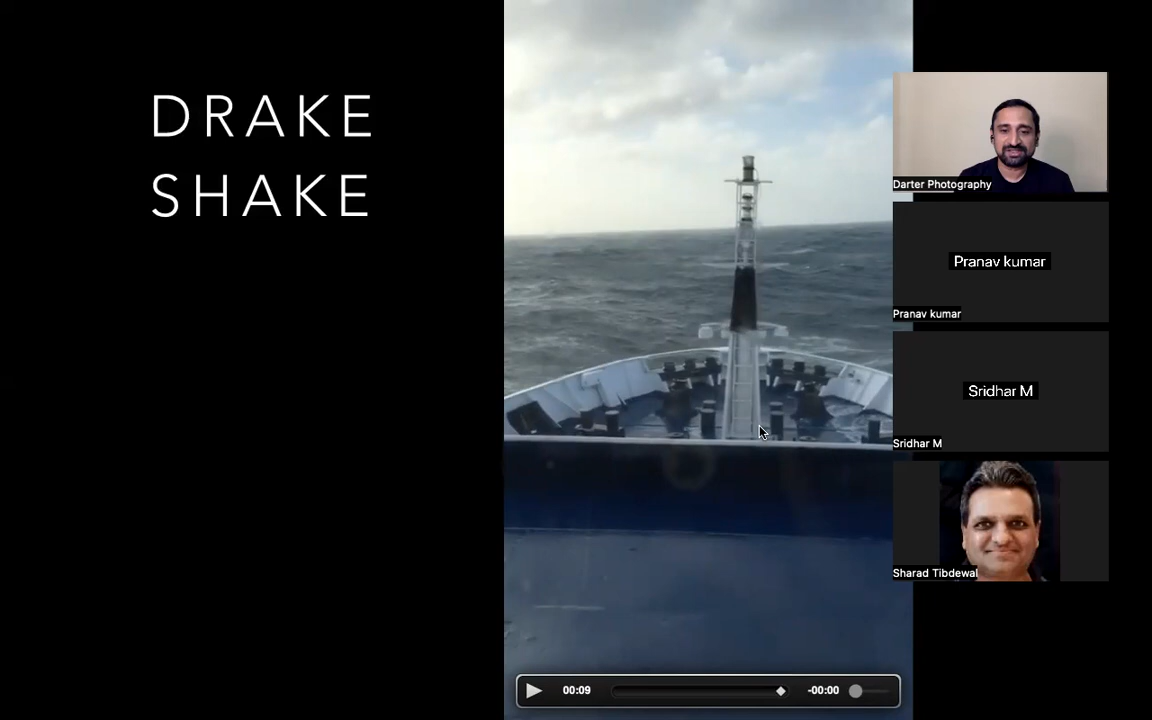 DRAKE
SHAKE
Darter Photography
Pranav kumar
Pranav kumar
Sridhar M
Sridhar M
Sharad Tibdewal
00:09
-00:00